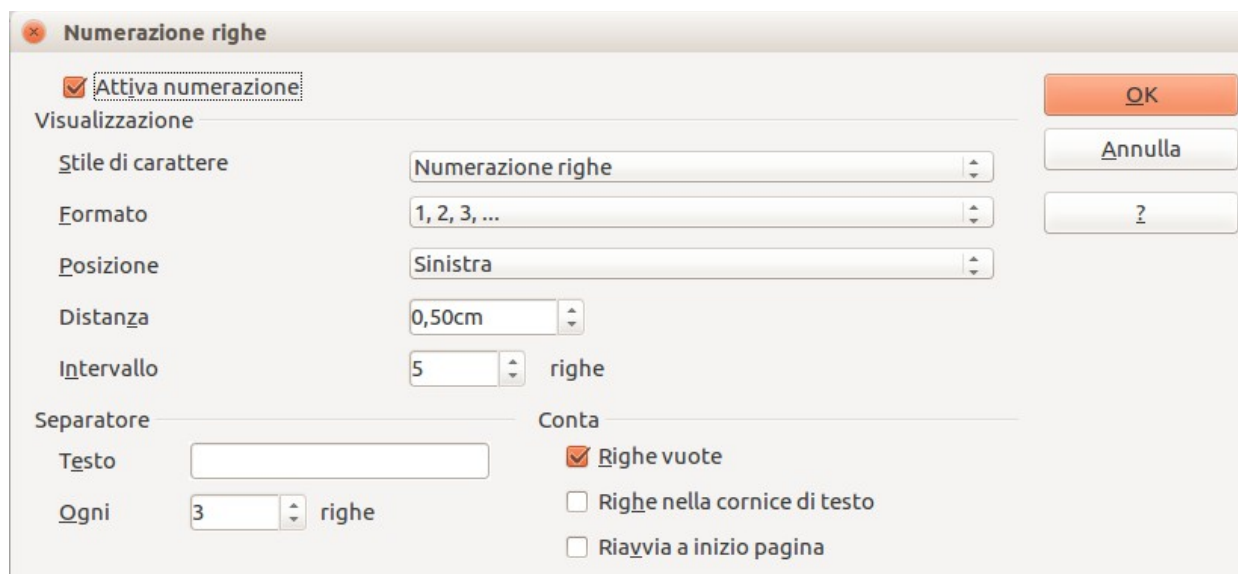 Numerazione righe
Attiva numerazione
OK
Visualizzazione
Annulla
Stile di carattere Numerazione righe
Formato 1, 2, 3, ...
?
Posizione Sinistra
Distanza 0,50cm
Intervallo 5 righe
Separatore
Testo
Ogni 3 righe
Conta
Righe vuote
Righe nella cornice di testo
Riavvia a inizio pagina